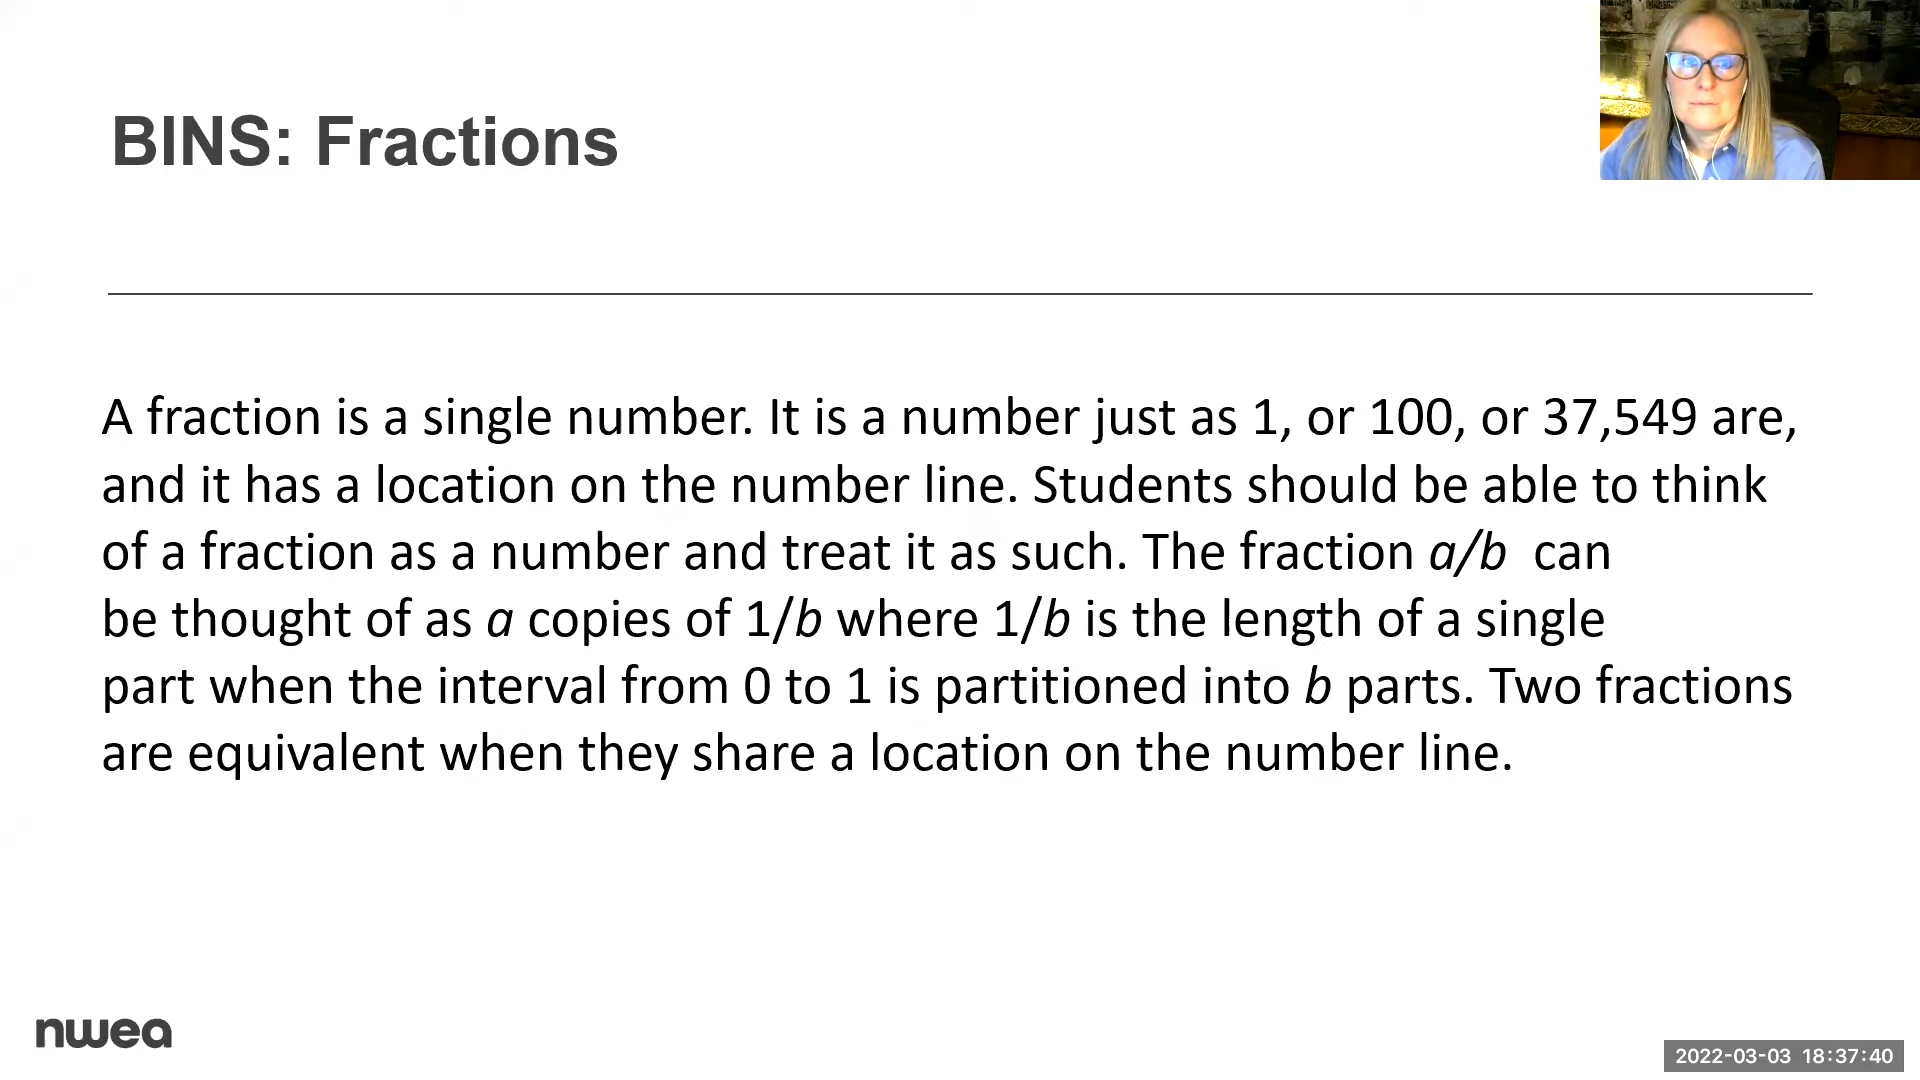 BINS: Fractions
A fraction is a single number. It is a number just as 1, or 100, or 37,549 are,
and it has a location on the number line. Students should be able to think
of a fraction as a number and treat it as such. The fraction a/b can
be thought of as a copies of 1/b where 1/b is the length of a single
part when the interval from 0 to 1 is partitioned into b parts. Two fractions
are equivalent when they share a location on the number line.
nwea
2022-03-03 18:37:40